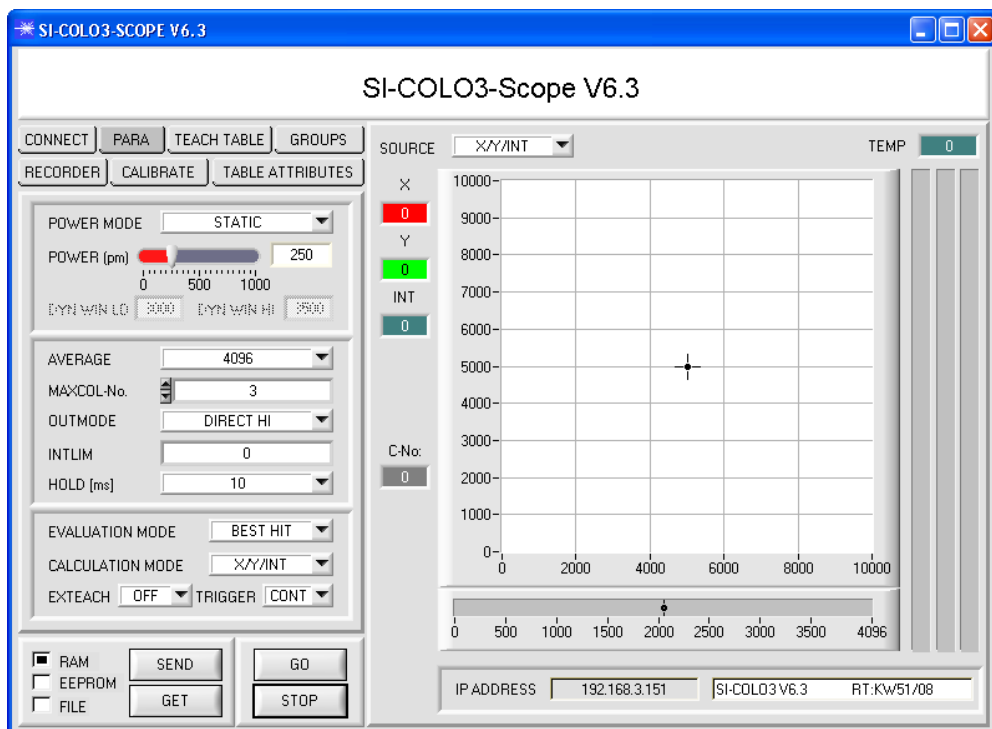 SI-COLO3-SCOPE V6.3
SI-COLO3-Scope V6.3
CONNECT PARA TEACH TABLE GROUPS
RECORDER CALIBRATE TABLE ATTRIBUTES
POWER MODE STATIC
POWER (pm) 250
0 500 1000
DYN WIN LO 3000 DYN WIN HI 3500
AVERAGE 4096
MAXCOL-No. 3
OUTMODE DIRECT HI
INTLIM 0
HOLD [ms] 10
EVALUATION MODE BEST HIT
CALCULATION MODE X/Y/INT
EXTEACH OFF TRIGGER CONT
RAM
EEPROM
FILE
SEND
GET
GO
STOP
SOURCE X/Y/INT TEMP 0
X
0
Y
0
INT
0
C-No:
0
10000
9000
8000
7000
6000
5000
4000
3000
2000
1000
0
0 2000 4000 6000 8000 10000
0 500 1000 1500 2000 2500 3000 3500 4096
IP ADDRESS 192.168.3.151 SI-COLO3 V6.3 RT:KW51/08